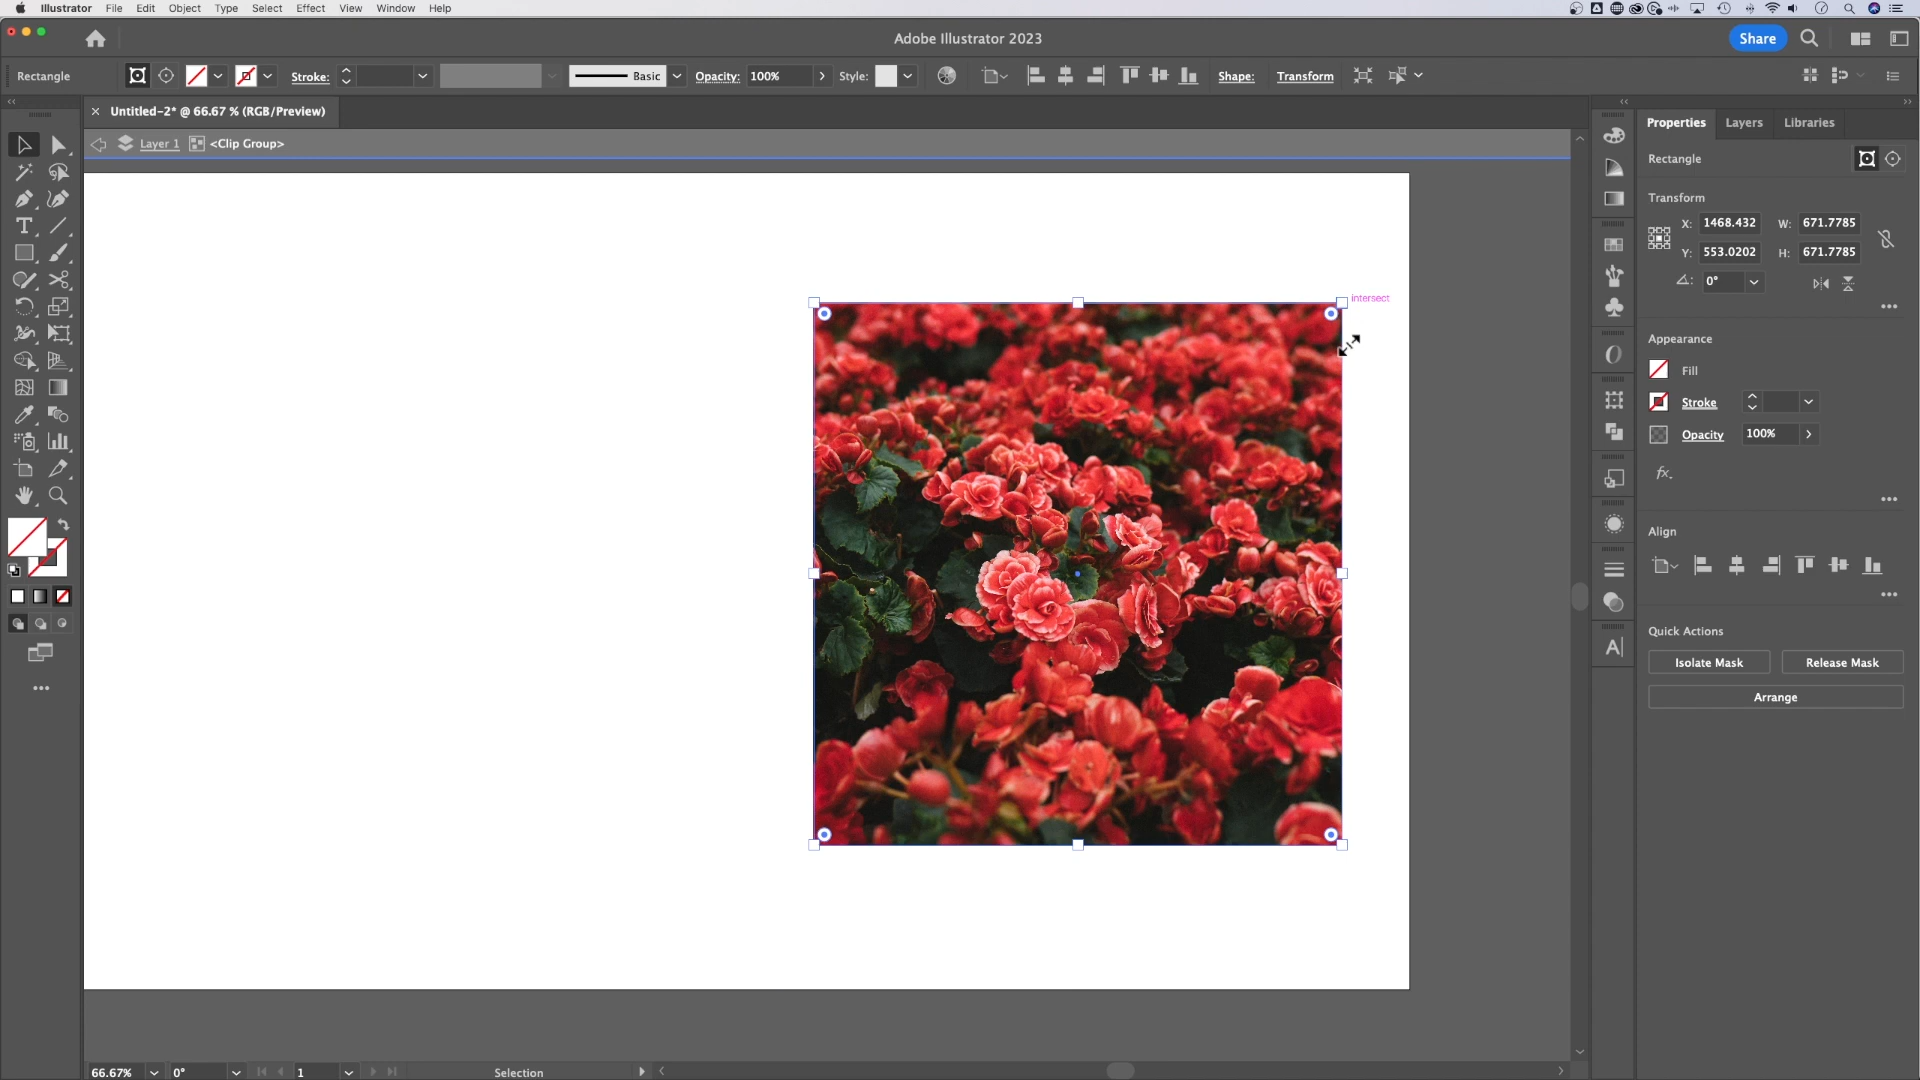 Illustrator File Edit Object Type Select Effect View Window Help
Adobe Illustrator 2023
Share
Rectangle
Stroke:
Basic
Opacity: 100%
Style:
Shape:
Transform
× Untitled-2* @ 66.67 % (RGB/Preview)
Layer 1 <Clip Group>
intersect
66.67%
0°
1
Selection
Properties Layers Libraries
Rectangle
Transform
X: 1468.432 W: 671.7785
Y: 553.0202 H: 671.7785
0°
Appearance
Fill
Stroke
Opacity 100%
fx.
Align
Quick Actions
Isolate Mask Release Mask
Arrange